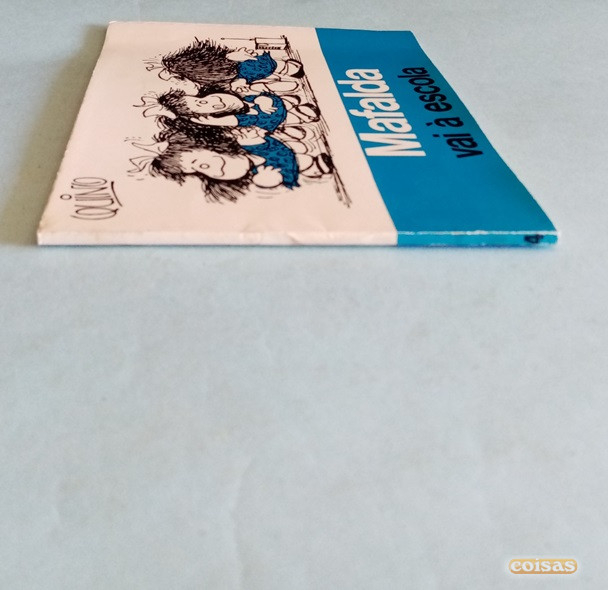 QUINO
Mafalda
vai à escola
4
coisas